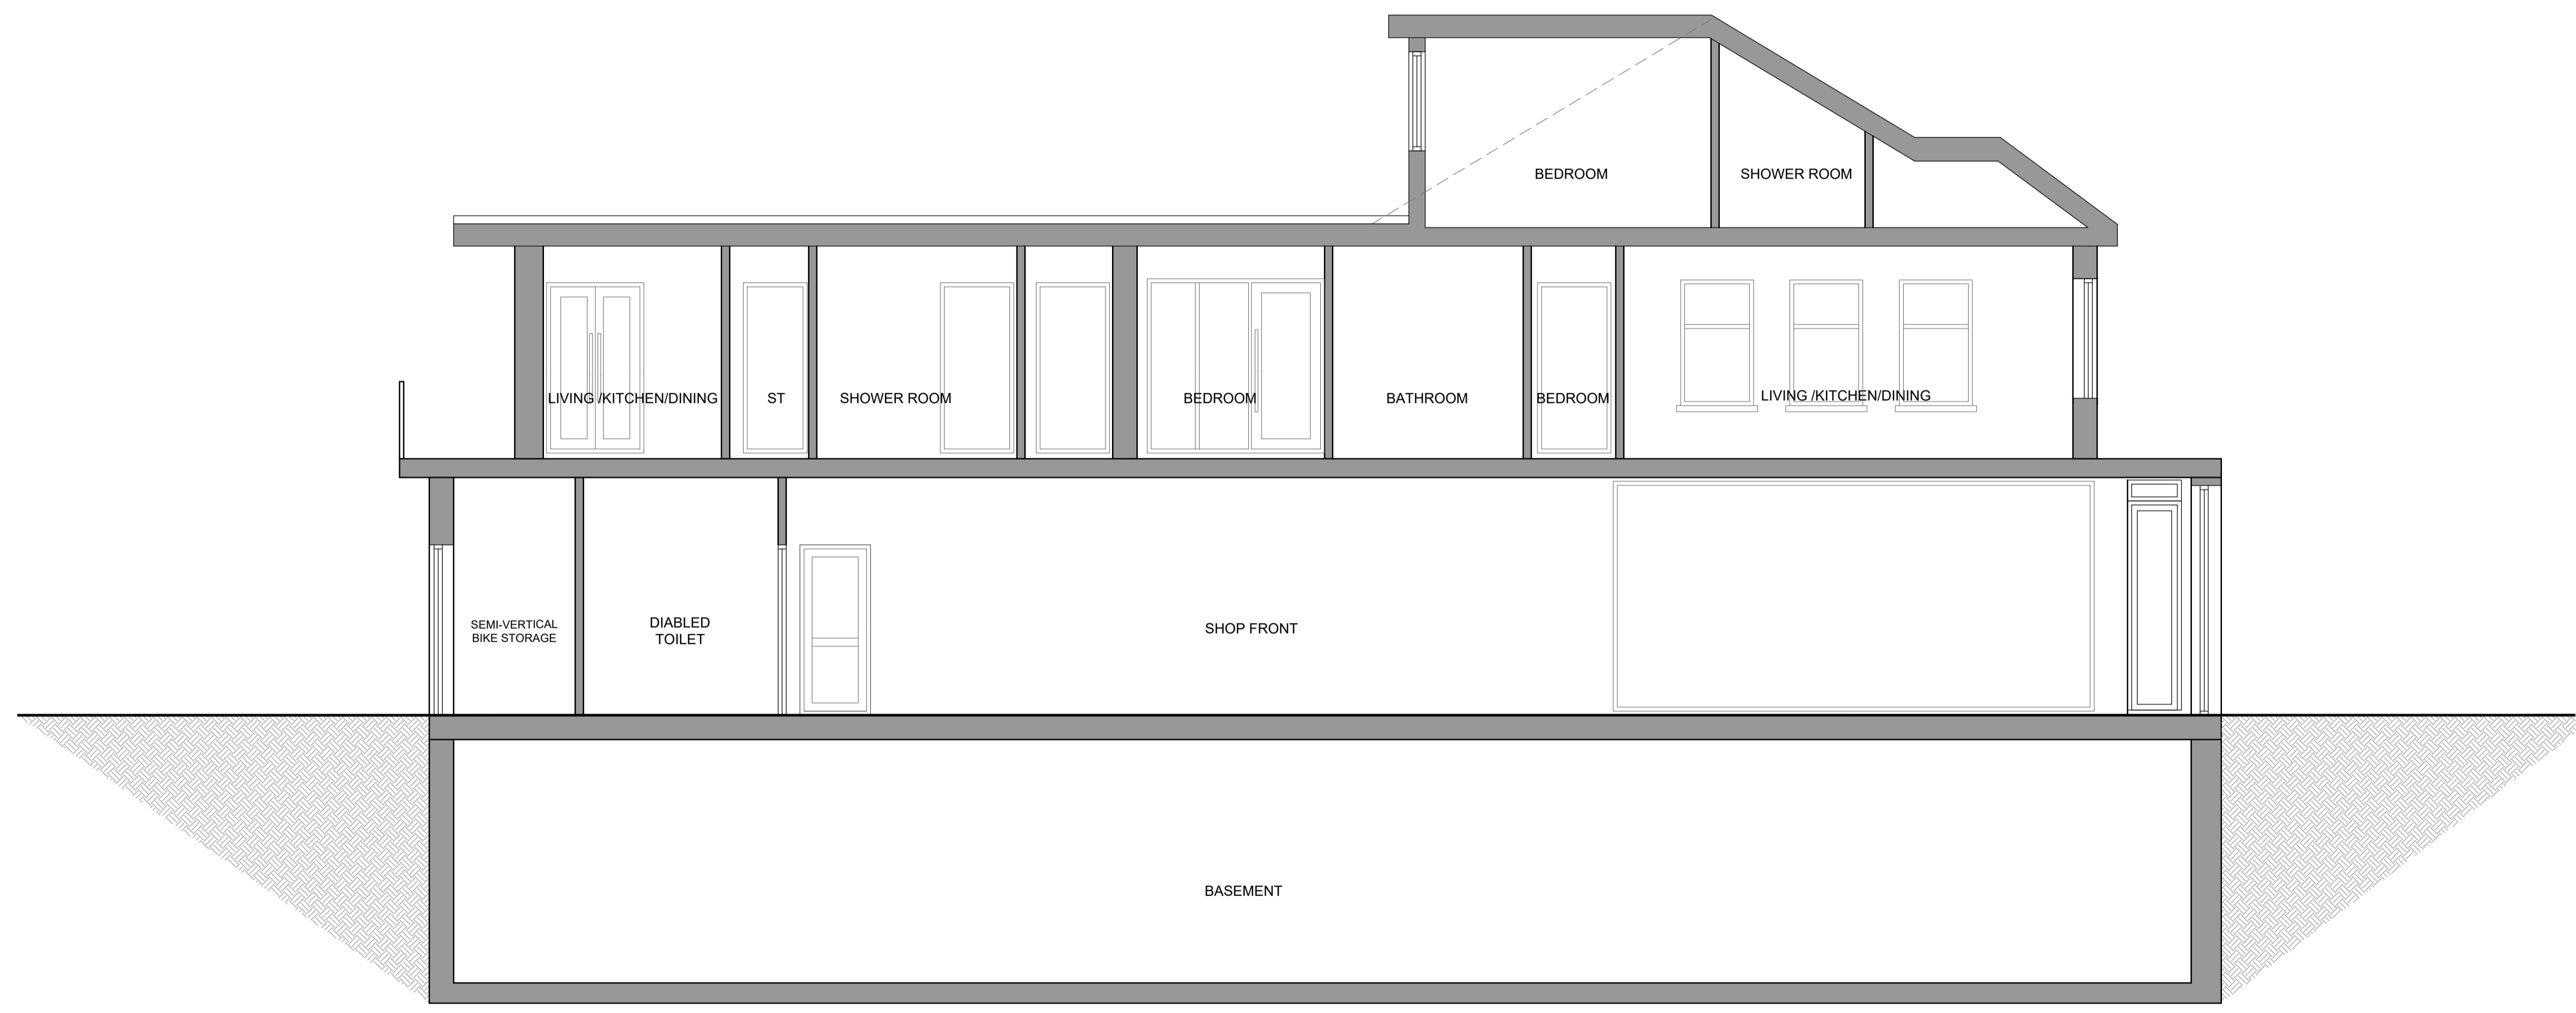 BEDROOM
SHOWER ROOM
LIVING /KITCHEN/DINING
ST
SHOWER ROOM
BEDROOM
BATHROOM
BEDROOM
LIVING /KITCHEN/DINING
SEMI-VERTICAL
BIKE STORAGE
DIABLED
TOILET
SHOP FRONT
BASEMENT